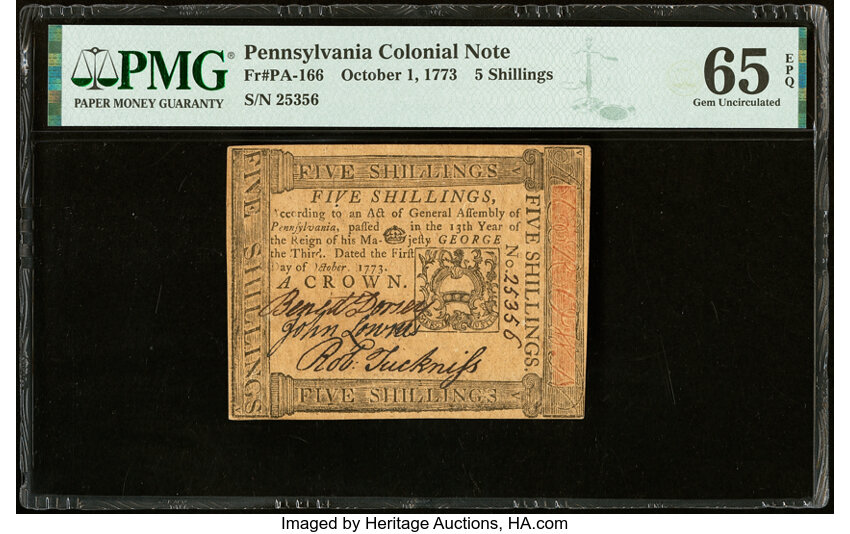 PMG®
PAPER MONEY GUARANTY
Pennsylvania Colonial Note
Fr#PA-166 October 1, 1773 5 Shillings
S/N 25356
65 EPQ
Gem Uncirculated
FIVE SHILLINGS
FIVE SHILLINGS
FIVE SHILLINGS,
According to an Act of General Assembly of
Pennsylvania, passed in the 13th Year of
the Reign of his Majesty GEORGE
the Third. Dated the First
Day of October. 1773.
A CROWN.
No. 25356
FIVE SHILLINGS.
John
Rob. Tuckniss
FIVE SHILLINGS
Imaged by Heritage Auctions, HA.com